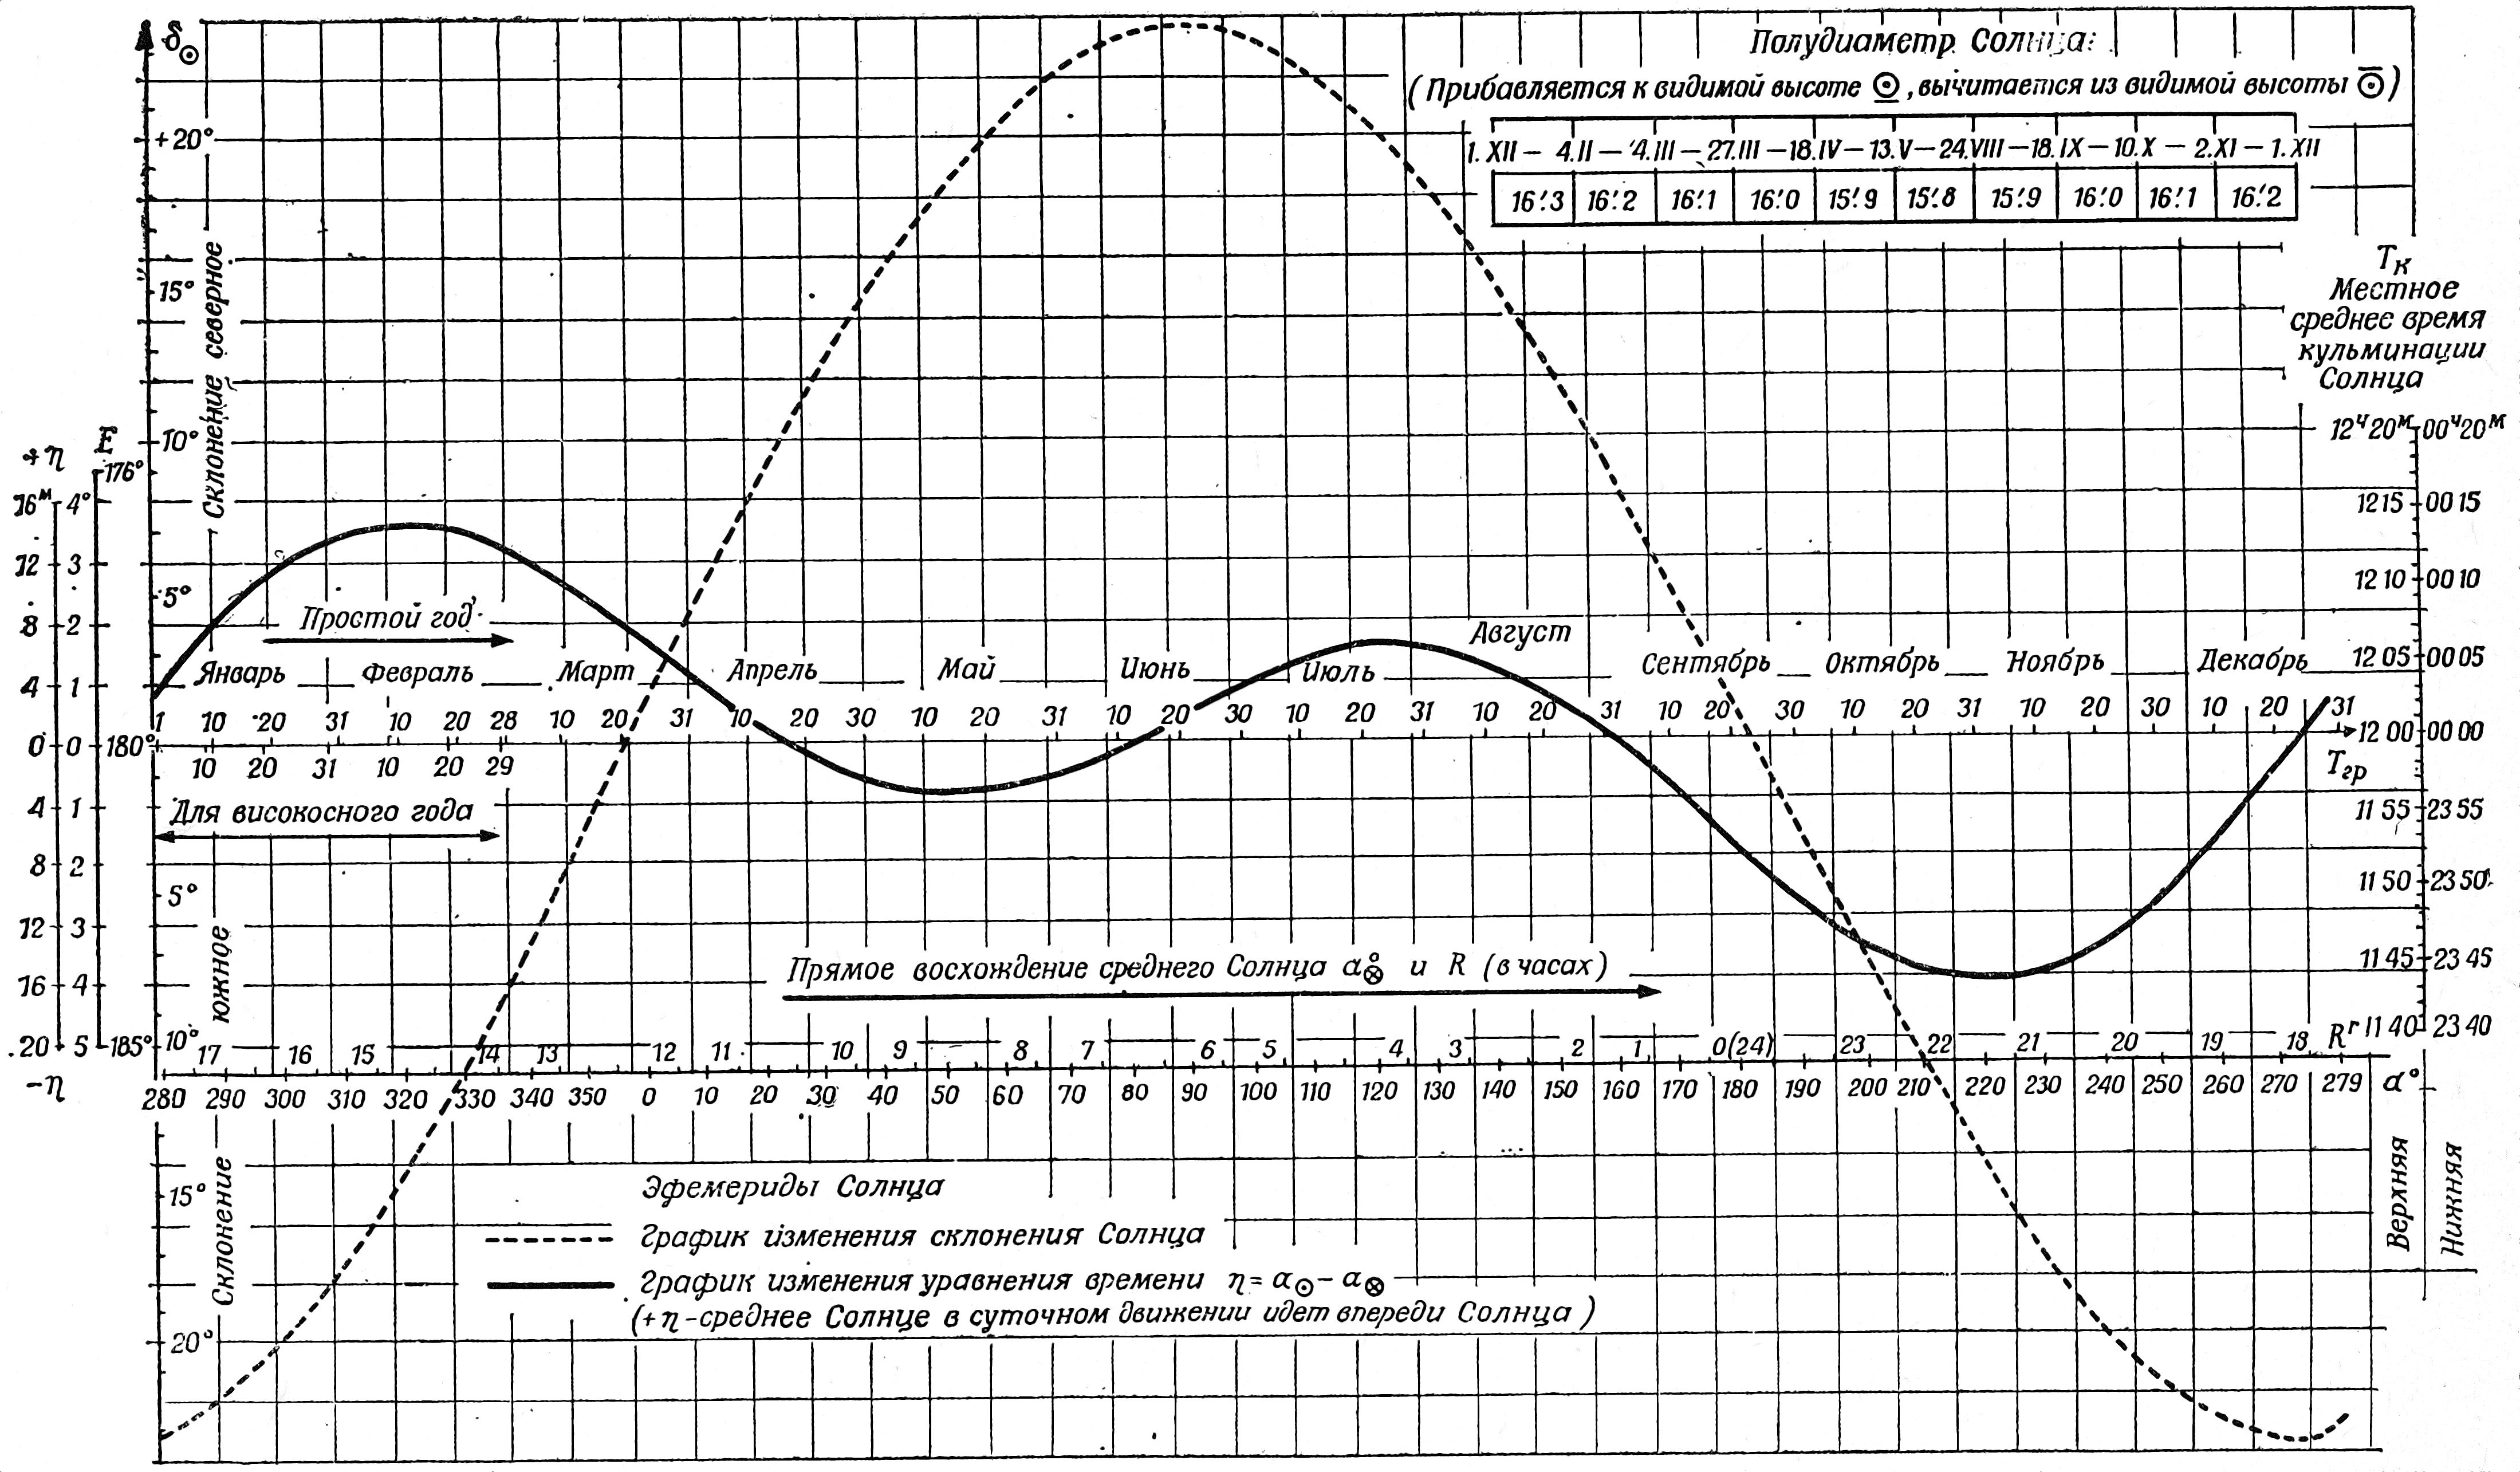 δ⊙
Полудиаметр Солнца:
(Прибавляется к видимой высоте ⊙, вычитается из видимой высоты ⊙)
+20°
1.XII — 4.II — 4.III — 27.III — 18.IV — 13.V — 24.VIII — 18.IX — 10.X — 2.XI — 1.XII
16.′3 16.′2 16.′1 16.′0 15.′9 15.′8 15.′9 16.′0 16.′1 16.′2
Склонение северное
Tк
Местное
среднее время
кульминации
Солнца
15°
+η E 10° 12ч20м 00ч20м
176°
16м 4° 12 15 00 15
12 3 12 10 00 10
5°
8 2 Простой год Август
4 1 Январь Февраль Март Апрель Май Июнь Июль Сентябрь Октябрь Ноябрь Декабрь 12 05 00 05
1 10 20 31 10 20 28 10 20 31 10 20 30 10 20 31 10 20 30 10 20 31 10 20 31 10 20 30 10 20 31 10 20 30 10 20 31
0 0 180° 12 00 00 00
10 20 31 10 20 29 Tгр
4 1 Для високосного года 11 55 23 55
8 2 11 50 23 50
5°
12 3 11 45 23 45
16 4 южное Прямое восхождение среднего Солнца α°⊗ и R (в часах)
20 5 185° 10° 17 16 15 14 13 12 11 10 9 8 7 6 5 4 3 2 1 0(24) 23 22 21 20 19 18 Rг 11 40 23 40
-η 280 290 300 310 320 330 340 350 0 10 20 30 40 50 60 70 80 90 100 110 120 130 140 150 160 170 180 190 200 210 220 230 240 250 260 270 279 α°
Склонение
15°
Эфемериды Солнца
Верхняя
Нижняя
График изменения склонения Солнца
График изменения уравнения времени η = α⊙ – α⊗
(+η-среднее Солнце в суточном движении идет впереди Солнца)
20°